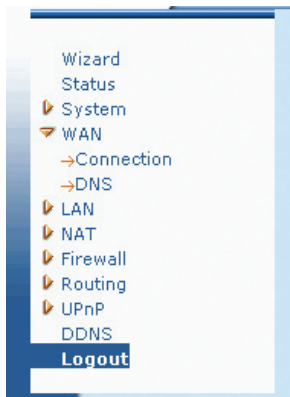 Wizard
Status
System
WAN
→Connection
→DNS
LAN
NAT
Firewall
Routing
UPnP
DDNS
Logout